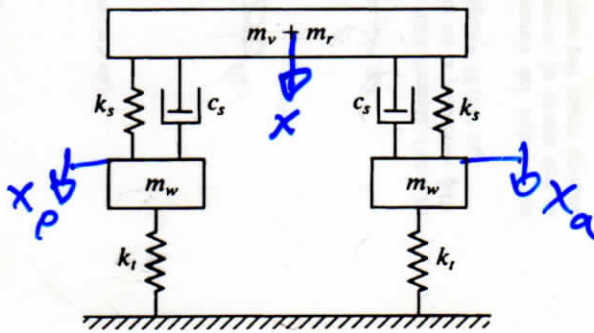 m_v + m_r
k_s c_s c_s k_s
x
m_w m_w
x_p x_a
k_t k_t